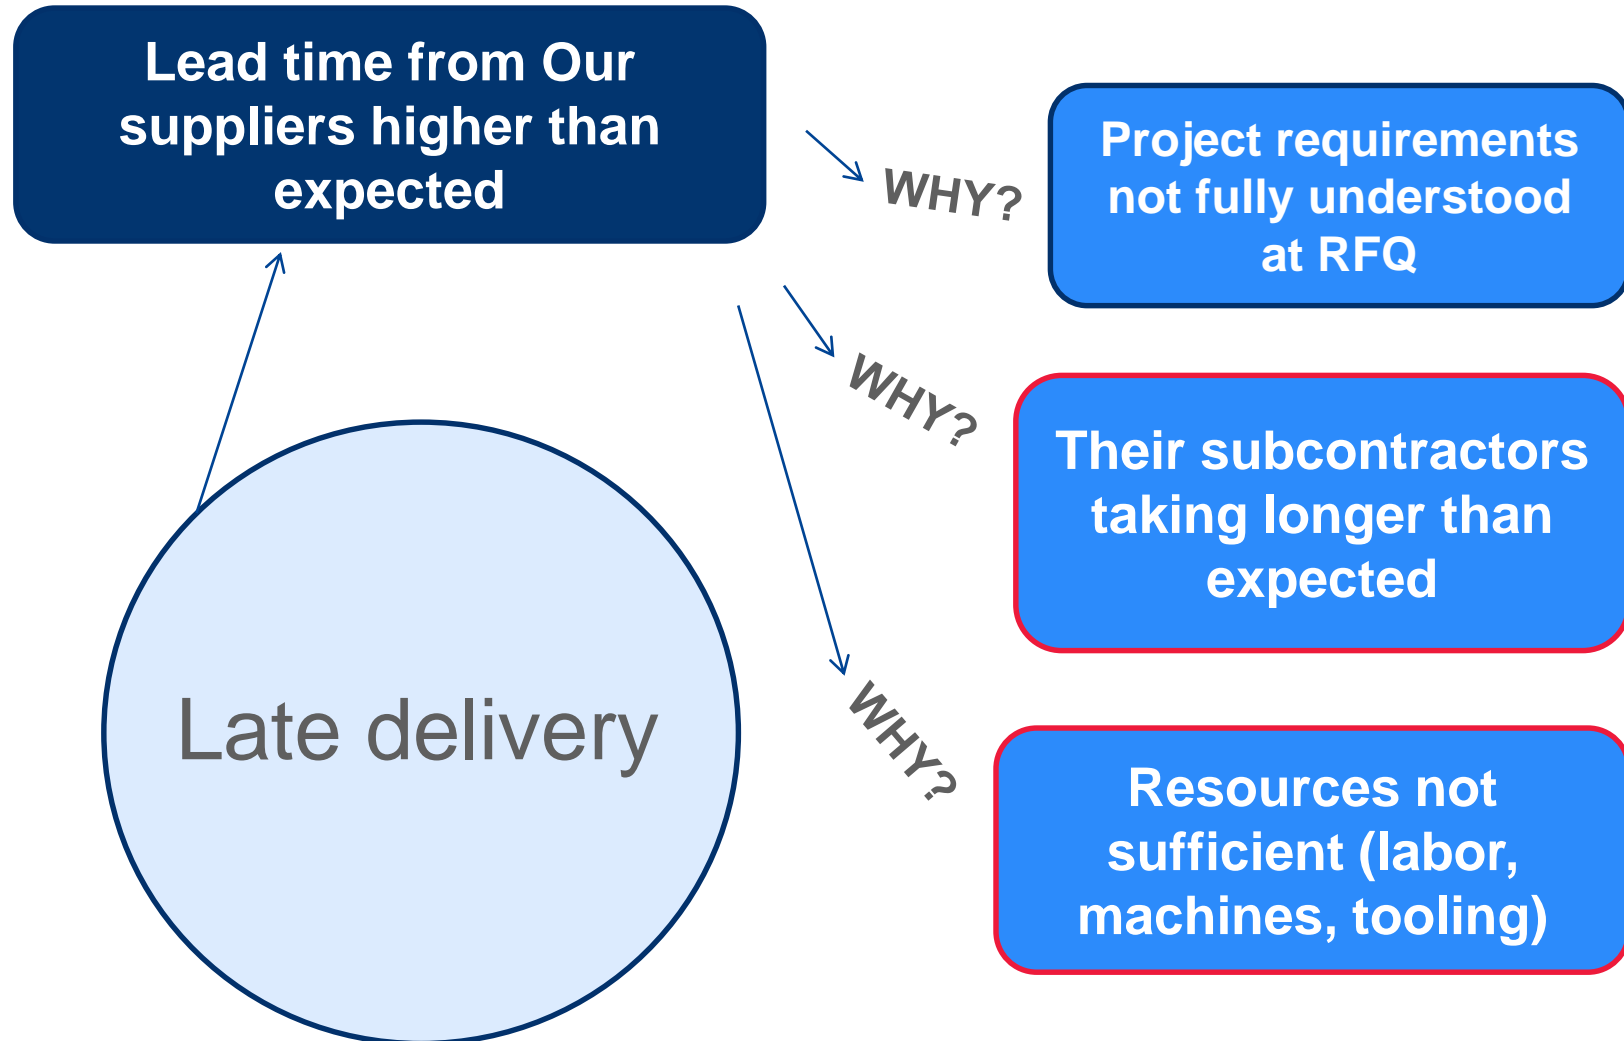 Lead time from Our
suppliers higher than
expected
WHY?
Project requirements
not fully understood
at RFQ
WHY?
Their subcontractors
taking longer than
expected
Late delivery
WHY?
Resources not
sufficient (labor,
machines, tooling)